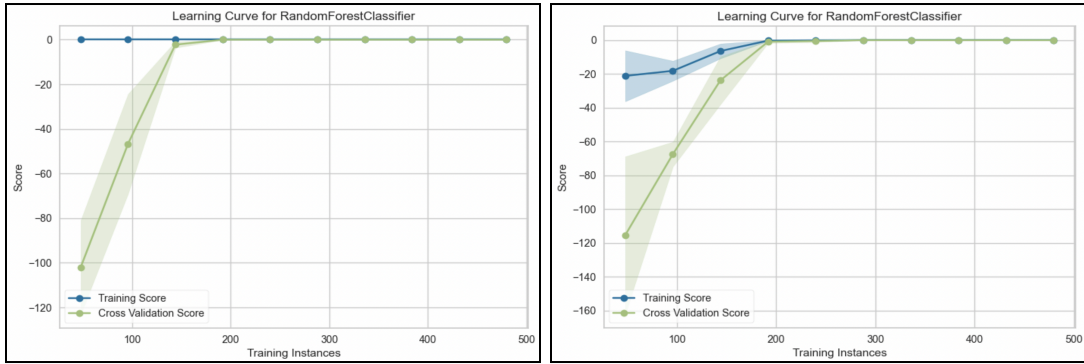 Learning Curve for RandomForestClassifier
0
−20
−40
−60
−80
−100
−120
Score
Training Score
Cross Validation Score
100
200
300
400
500
Training Instances
Learning Curve for RandomForestClassifier
0
−20
−40
−60
−80
−100
−120
−140
−160
Score
Training Score
Cross Validation Score
100
200
300
400
500
Training Instances